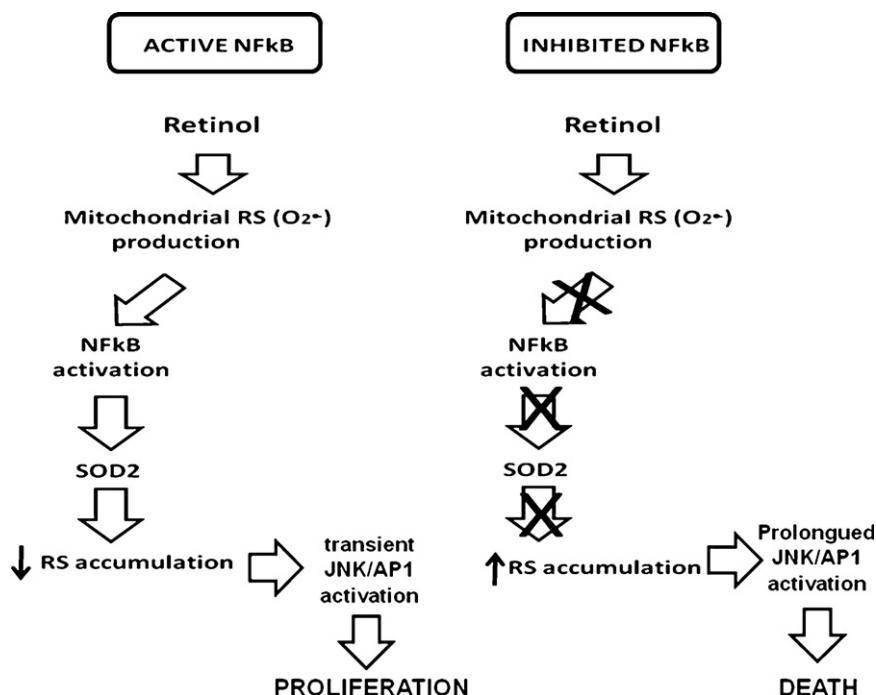 ACTIVE NFkB
Retinol
Mitochondrial RS (O₂•-)
production
NFkB
activation
SOD2
↓ RS accumulation
transient
JNK/AP1
activation
PROLIFERATION
INHIBITED NFkB
Retinol
Mitochondrial RS (O₂•-)
production
NFkB
activation
SOD2
↑ RS accumulation
Prolongued
JNK/AP1
activation
DEATH